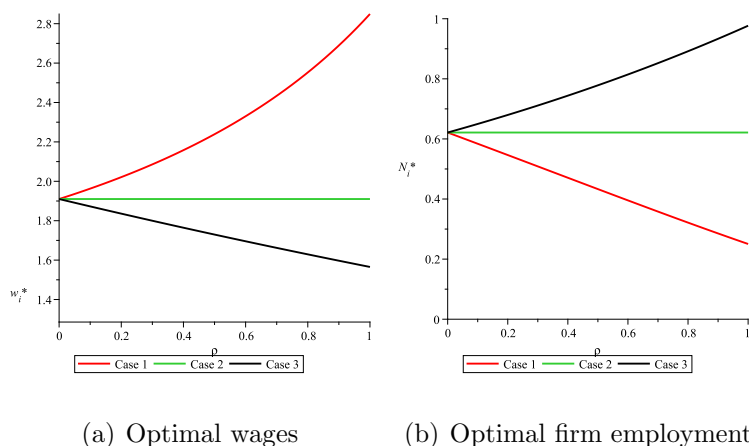 2.8
2.6
2.4
2.2
2.0
1.8
1.6
w_i*
1.4
0 0.2 0.4 0.6 0.8 1
ρ
Case 1 Case 2 Case 3
(a) Optimal wages
1
0.8
0.6
N_i*
0.4
0.2
0
0 0.2 0.4 0.6 0.8 1
ρ
Case 1 Case 2 Case 3
(b) Optimal firm employment